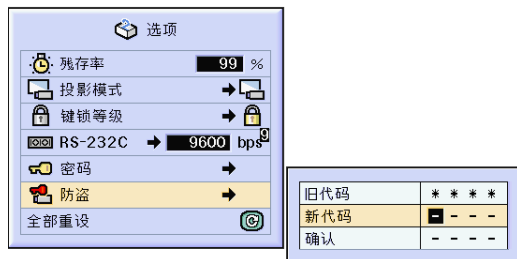 选项
残存率 99 %
投影模式
键锁等级
RS-232C 9600 bps
密码
防盗
全部重设
旧代码 * * * *
新代码 - - - -
确认 - - - -